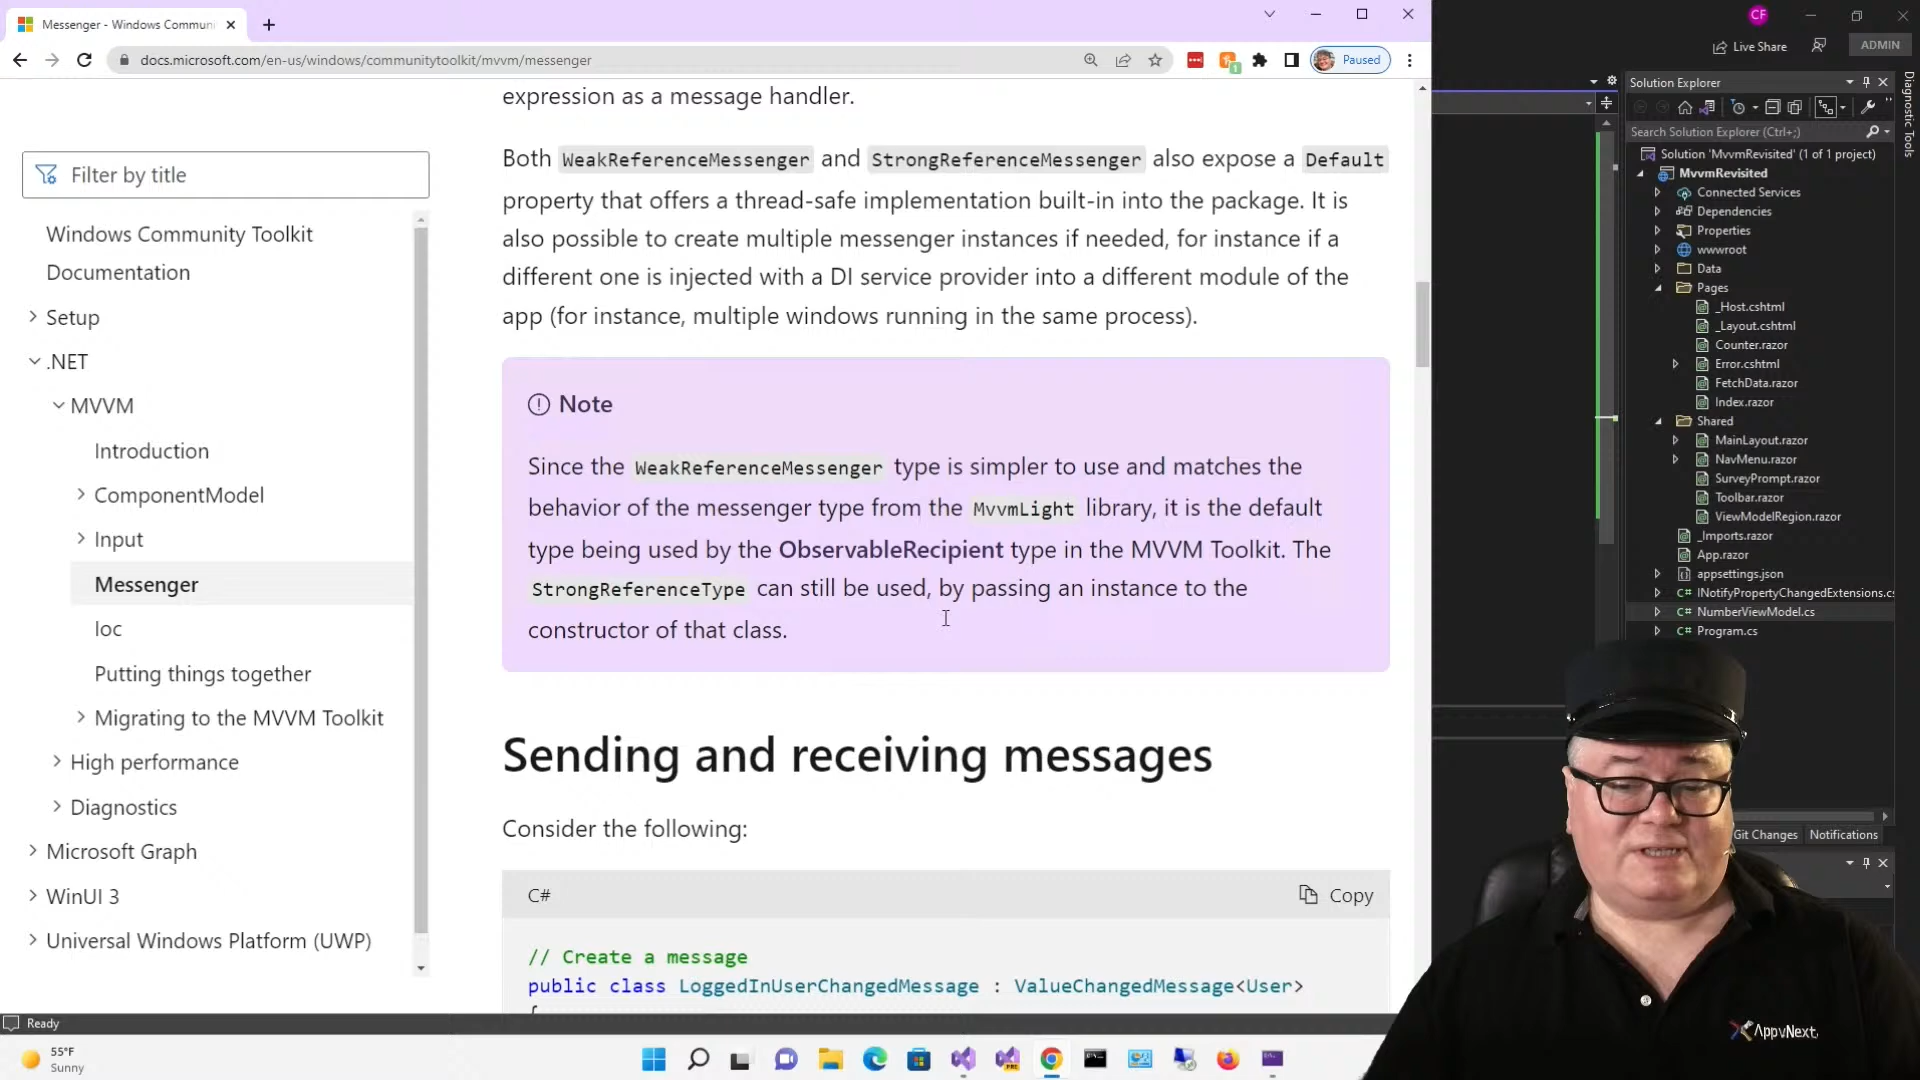 Messenger - Windows Commun
CF
Live Share
ADMIN
docs.microsoft.com/en-us/windows/communitytoolkit/mvvm/messenger
Paused
Filter by title
Windows Community Toolkit
Documentation
Setup
.NET
MVVM
Introduction
ComponentModel
Input
Messenger
Ioc
Putting things together
Migrating to the MVVM Toolkit
High performance
Diagnostics
Microsoft Graph
WinUI 3
Universal Windows Platform (UWP)
expression as a message handler.
Both WeakReferenceMessenger and StrongReferenceMessenger also expose a Default
property that offers a thread-safe implementation built-in into the package. It is
also possible to create multiple messenger instances if needed, for instance if a
different one is injected with a DI service provider into a different module of the
app (for instance, multiple windows running in the same process).
Note
Since the WeakReferenceMessenger type is simpler to use and matches the
behavior of the messenger type from the MvvmLight library, it is the default
type being used by the ObservableRecipient type in the MVVM Toolkit. The
StrongReferenceType can still be used, by passing an instance to the
constructor of that class.
Sending and receiving messages
Consider the following:
C#
Copy
// Create a message
public class LoggedInUserChangedMessage : ValueChangedMessage<User>
{
Solution Explorer
Search Solution Explorer (Ctrl+;)
Solution 'MvvmRevisited' (1 of 1 project)
MvvmRevisited
Connected Services
Dependencies
Properties
wwwroot
Data
Pages
_Host.cshtml
_Layout.cshtml
Counter.razor
Error.cshtml
FetchData.razor
Index.razor
Shared
MainLayout.razor
NavMenu.razor
SurveyPrompt.razor
Toolbar.razor
ViewModelRegion.razor
_Imports.razor
App.razor
appsettings.json
C# INotifyPropertyChangedExtensions.cs
C# NumberViewModel.cs
C# Program.cs
Diagnostic Tools
Git Changes
Notifications
AppvNext.
Ready
55°F
Sunny